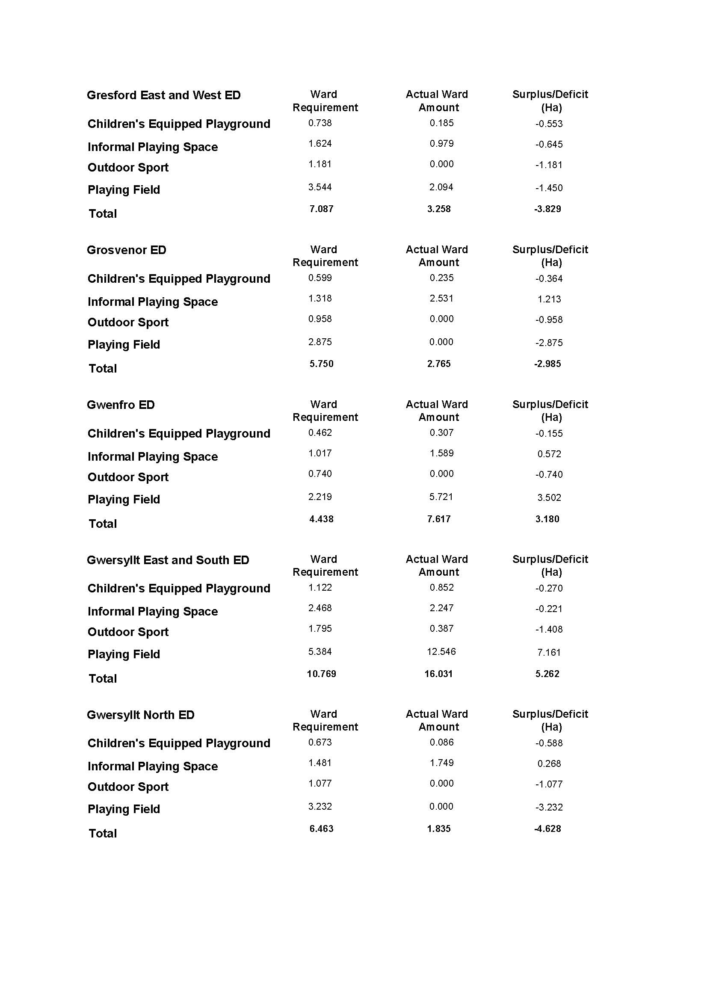 Gresford East and West ED Ward Actual Ward Surplus/Deficit
Requirement Amount (Ha)
Children's Equipped Playground 0.738 0.185 -0.553
Informal Playing Space 1.624 0.979 -0.645
Outdoor Sport 1.181 0.000 -1.181
Playing Field 3.544 2.094 -1.450
Total 7.087 3.258 -3.829
Grosvenor ED Ward Actual Ward Surplus/Deficit
Requirement Amount (Ha)
Children's Equipped Playground 0.599 0.235 -0.364
Informal Playing Space 1.318 2.531 1.213
Outdoor Sport 0.958 0.000 -0.958
Playing Field 2.875 0.000 -2.875
Total 5.750 2.765 -2.985
Gwenfro ED Ward Actual Ward Surplus/Deficit
Requirement Amount (Ha)
Children's Equipped Playground 0.462 0.307 -0.155
Informal Playing Space 1.017 1.589 0.572
Outdoor Sport 0.740 0.000 -0.740
Playing Field 2.219 5.721 3.502
Total 4.438 7.617 3.180
Gwersyllt East and South ED Ward Actual Ward Surplus/Deficit
Requirement Amount (Ha)
Children's Equipped Playground 1.122 0.852 -0.270
Informal Playing Space 2.468 2.247 -0.221
Outdoor Sport 1.795 0.387 -1.408
Playing Field 5.384 12.546 7.161
Total 10.769 16.031 5.262
Gwersyllt North ED Ward Actual Ward Surplus/Deficit
Requirement Amount (Ha)
Children's Equipped Playground 0.673 0.086 -0.588
Informal Playing Space 1.481 1.749 0.268
Outdoor Sport 1.077 0.000 -1.077
Playing Field 3.232 0.000 -3.232
Total 6.463 1.835 -4.628